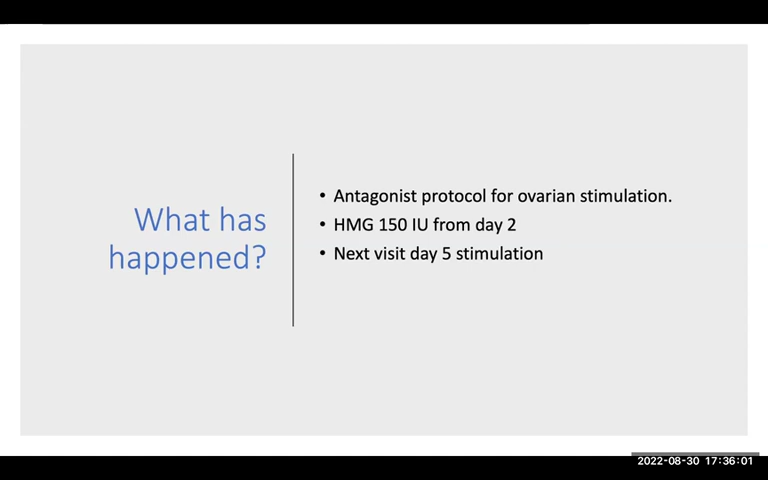 What has
happened?
• Antagonist protocol for ovarian stimulation.
• HMG 150 IU from day 2
• Next visit day 5 stimulation
2022-08-30 17:36:01